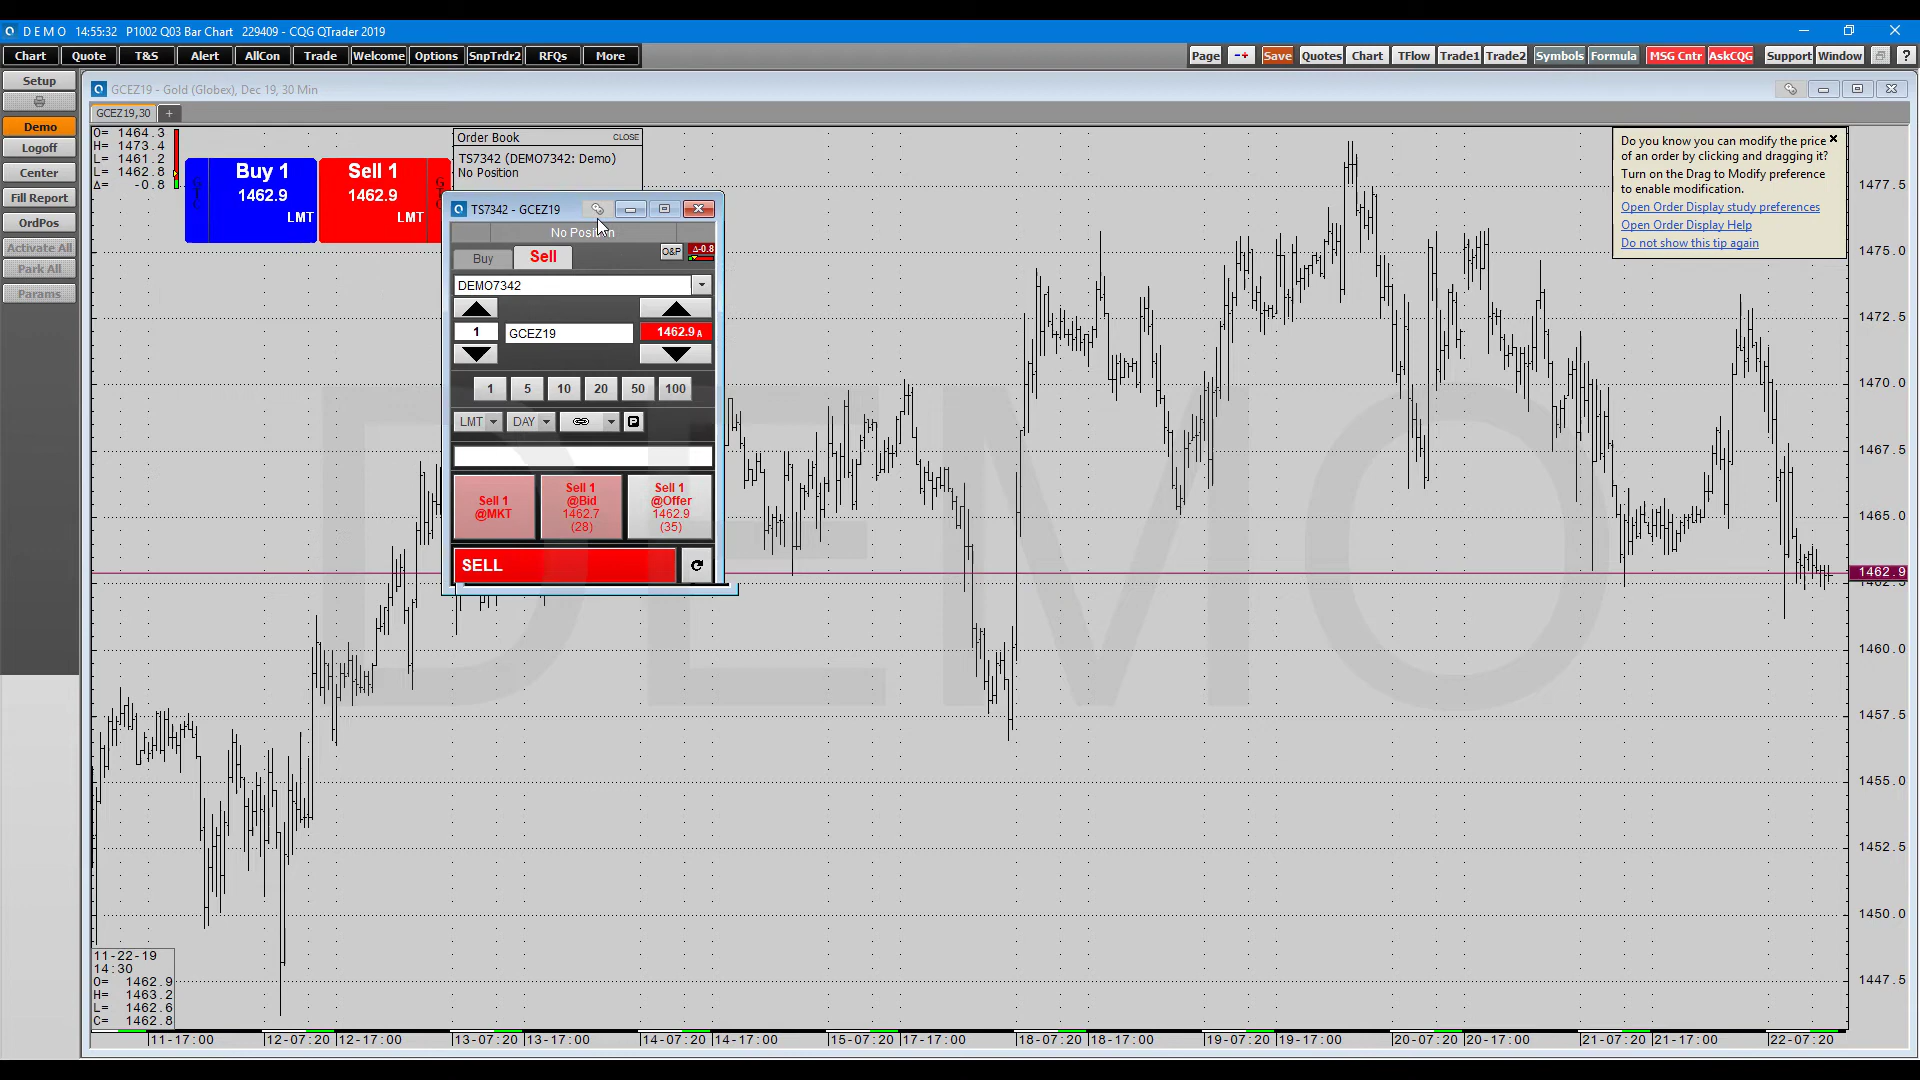 D E M O   14:55:32   P1002 Q03 Bar Chart   229409 - CQG QTrader 2019
Chart Quote T&S Alert AllCon Trade Welcome Options SnpTrdr2 RFQs More
Page -+ Save Quotes Chart TFlow Trade1 Trade2 Symbols Formula MSG Cntr AskCQG Support Window ?
Setup
Demo
Logoff
Center
Fill Report
OrdPos
Activate All
Park All
Params
GCEZ19 - Gold (Globex), Dec 19, 30 Min
GCEZ19,30 +
O= 1464.3
H= 1473.4
L= 1461.2
L= 1462.8
Δ= -0.8
Buy 1
1462.9
LMT
Sell 1
1462.9
LMT
Order Book CLOSE
TS7342 (DEMO7342: Demo)
No Position
TS7342 - GCEZ19
No Position
Buy Sell O&P Δ-0.8
DEMO7342
1 GCEZ19 1462.9 A
1 5 10 20 50 100
LMT DAY P
Sell 1
@MKT
Sell 1
@Bid
1462.7
(28)
Sell 1
@Offer
1462.9
(35)
SELL
Do you know you can modify the price
of an order by clicking and dragging it?
Turn on the Drag to Modify preference
to enable modification.
Open Order Display study preferences
Open Order Display Help
Do not show this tip again
DEMO
1477.5
1475.0
1472.5
1470.0
1467.5
1465.0
1462.9
1460.0
1457.5
1455.0
1452.5
1450.0
1447.5
11-22-19
14:30
O= 1462.9
H= 1463.2
L= 1462.6
C= 1462.8
11-17:00 12-07:20 12-17:00 13-07:20 13-17:00 14-07:20 14-17:00 15-07:20 17-17:00 18-07:20 18-17:00 19-07:20 19-17:00 20-07:20 20-17:00 21-07:20 21-17:00 22-07:20